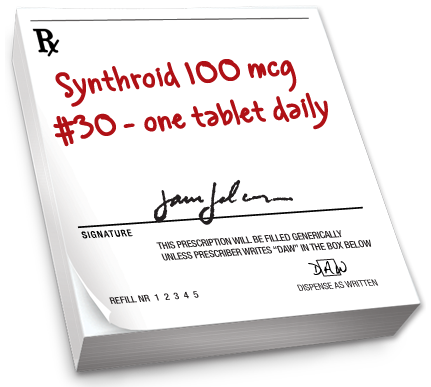 Rx
Synthroid 100 mcg
#30 - one tablet daily
SIGNATURE
THIS PRESCRIPTION WILL BE FILLED GENERICALLY
UNLESS PRESCRIBER WRITES "DAW" IN THE BOX BELOW
DAW
REFILL NR 1 2 3 4 5
DISPENSE AS WRITTEN